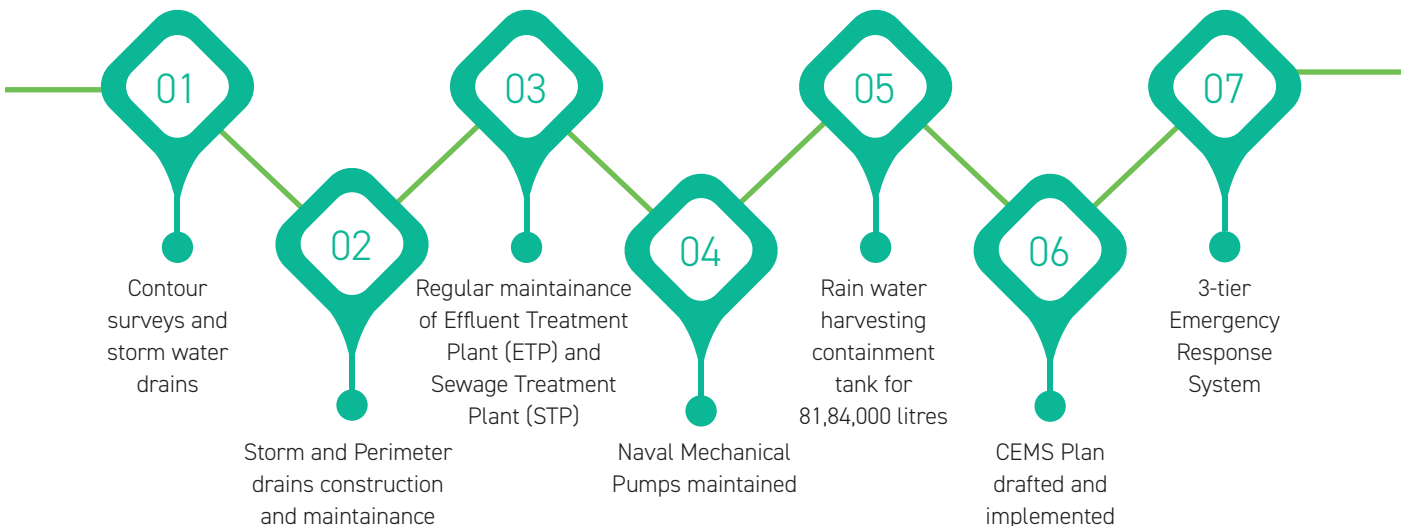 01
Contour
surveys and
storm water
drains
02
Storm and Perimeter
drains construction
and maintainance
03
Regular maintainance
of Effluent Treatment
Plant (ETP) and
Sewage Treatment
Plant (STP)
04
Naval Mechanical
Pumps maintained
05
Rain water
harvesting
containment
tank for
81,84,000 litres
06
CEMS Plan
drafted and
implemented
07
3-tier
Emergency
Response
System